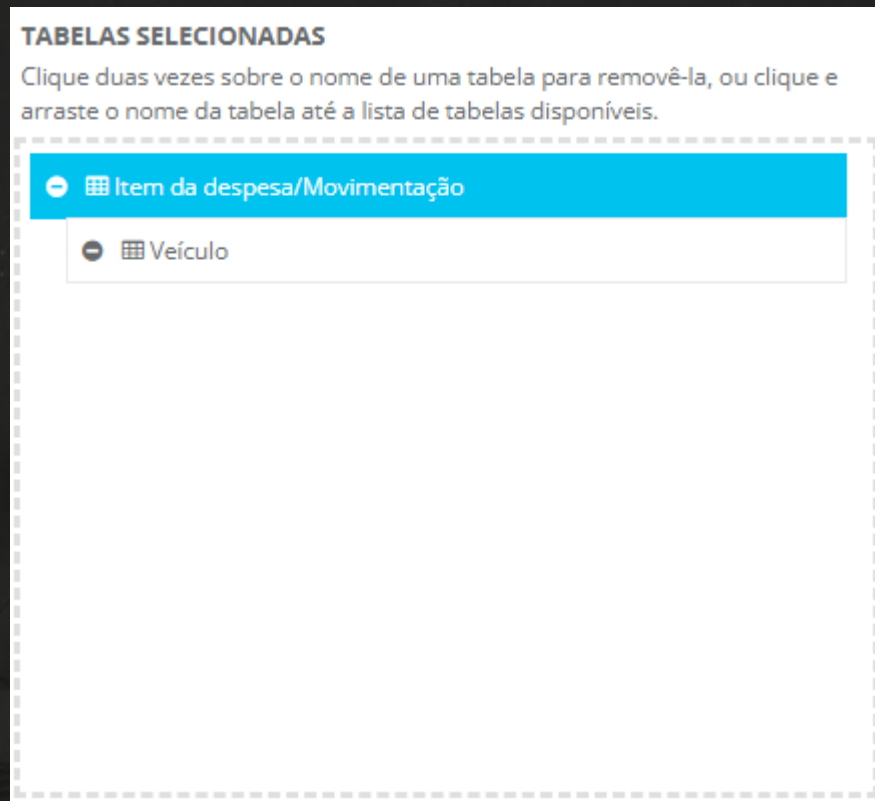 TABELAS SELECIONADAS
Clique duas vezes sobre o nome de uma tabela para removê-la, ou clique e
arraste o nome da tabela até a lista de tabelas disponíveis.
Item da despesa/Movimentação
Veículo